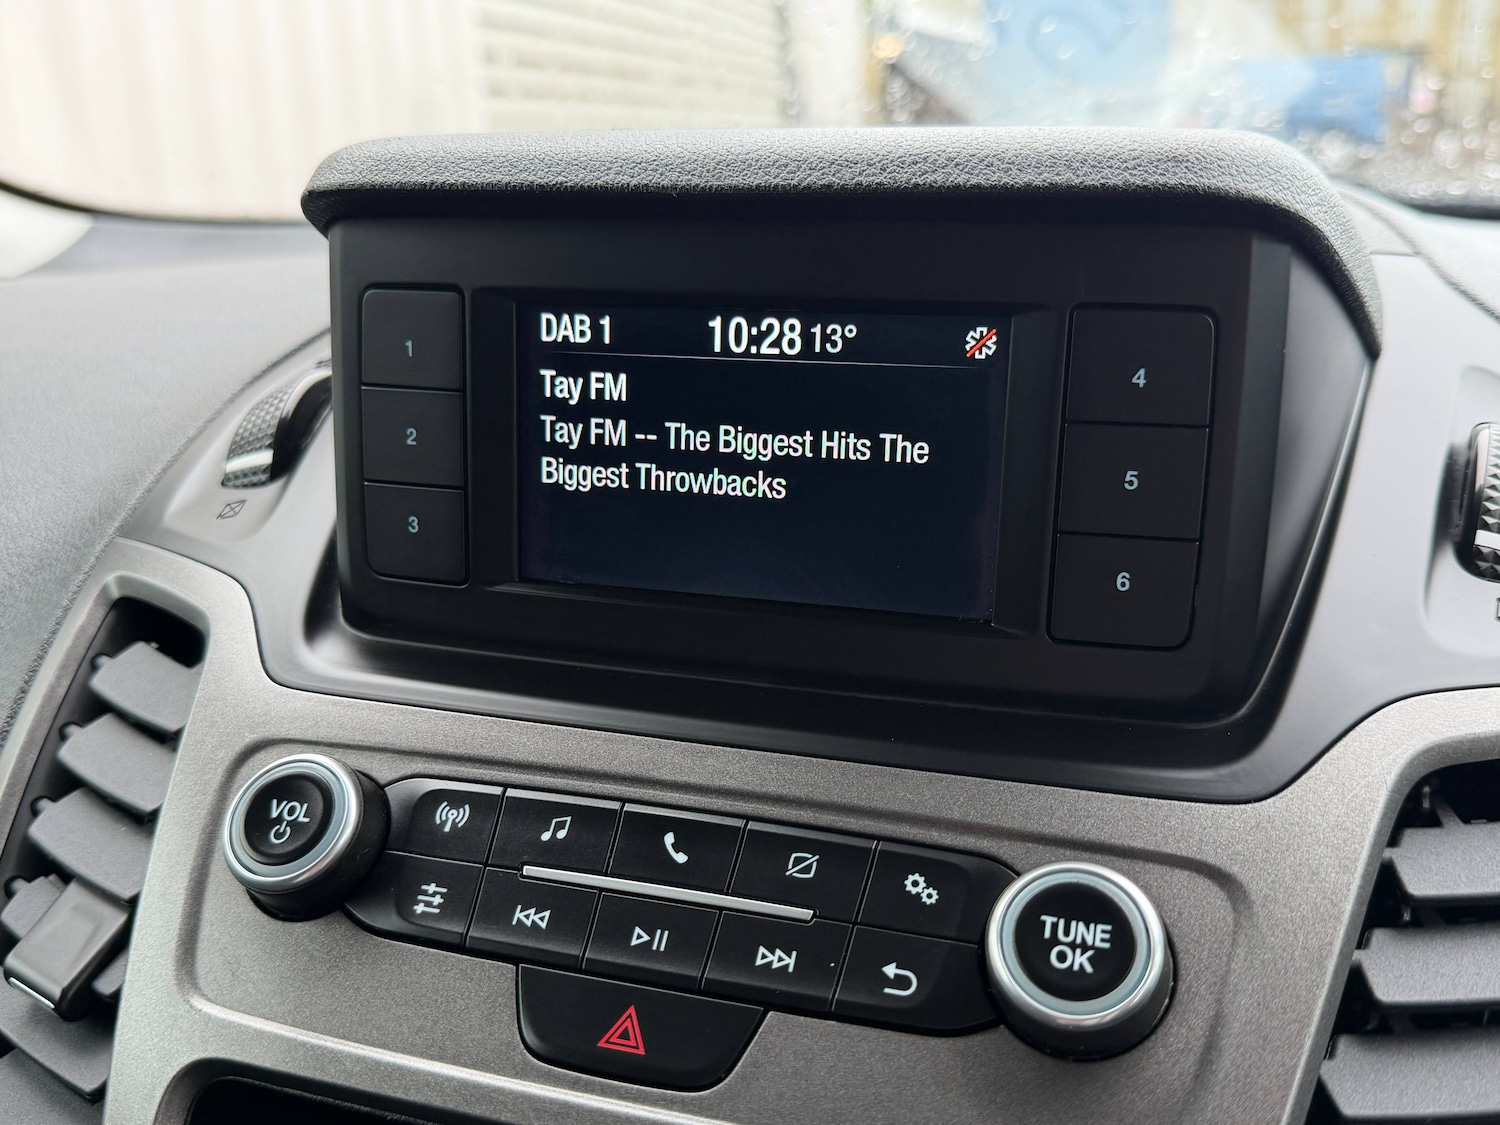 DAB 1 10:28 13°
Tay FM
Tay FM -- The Biggest Hits The
Biggest Throwbacks
1
2
3
4
5
6
VOL
TUNE
OK